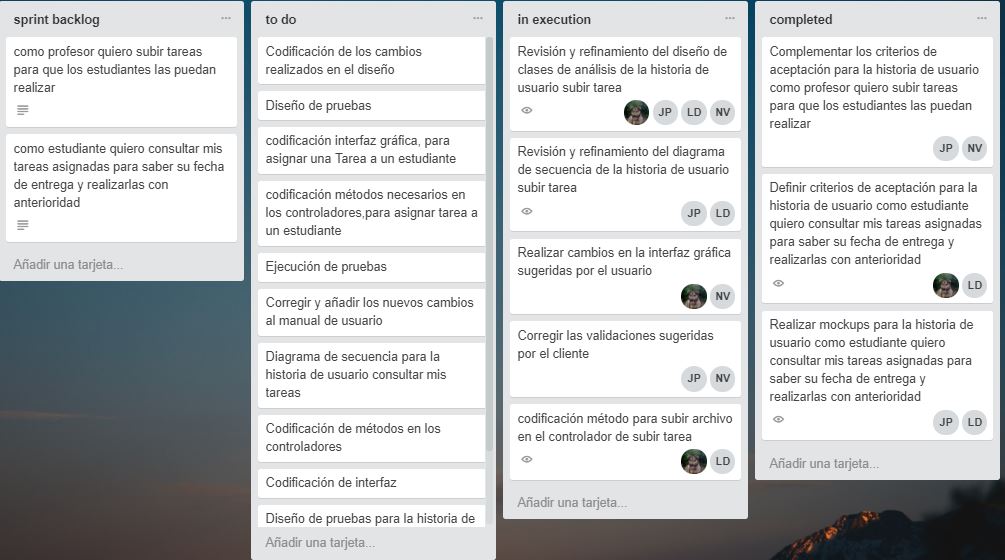 sprint backlog
como profesor quiero subir tareas
para que los estudiantes las puedan
realizar
como estudiante quiero consultar mis
tareas asignadas para saber su fecha
de entrega y realizarlas con
anterioridad
Añadir una tarjeta...
to do
Codificación de los cambios
realizados en el diseño
Diseño de pruebas
codificación interfaz gráfica, para
asignar una Tarea a un estudiante
codificación métodos necesarios en
los controladores,para asignar tarea a
un estudiante
Ejecución de pruebas
Corregir y añadir los nuevos cambios
al manual de usuario
Diagrama de secuencia para la
historia de usuario consultar mis
tareas
Codificación de métodos en los
controladores
Codificación de interfaz
Diseño de pruebas para la historia de
Añadir una tarjeta...
in execution
Revisión y refinamiento del diseño de
clases de análisis de la historia de
usuario subir tarea
JP LD NV
Revisión y refinamiento del diagrama
de secuencia de la historia de usuario
subir tarea
JP LD
Realizar cambios en la interfaz gráfica
sugeridas por el usuario
NV
Corregir las validaciones sugeridas
por el cliente
JP NV
codificación método para subir archivo
en el controlador de subir tarea
LD
Añadir una tarjeta...
completed
Complementar los criterios de
aceptación para la historia de usuario
como profesor quiero subir tareas
para que los estudiantes las puedan
realizar
JP NV
Definir criterios de aceptación para la
historia de usuario como estudiante
quiero consultar mis tareas asignadas
para saber su fecha de entrega y
realizarlas con anterioridad
LD
Realizar mockups para la historia de
usuario como estudiante quiero
consultar mis tareas asignadas para
saber su fecha de entrega y
realizarlas con anterioridad
JP LD
Añadir una tarjeta...